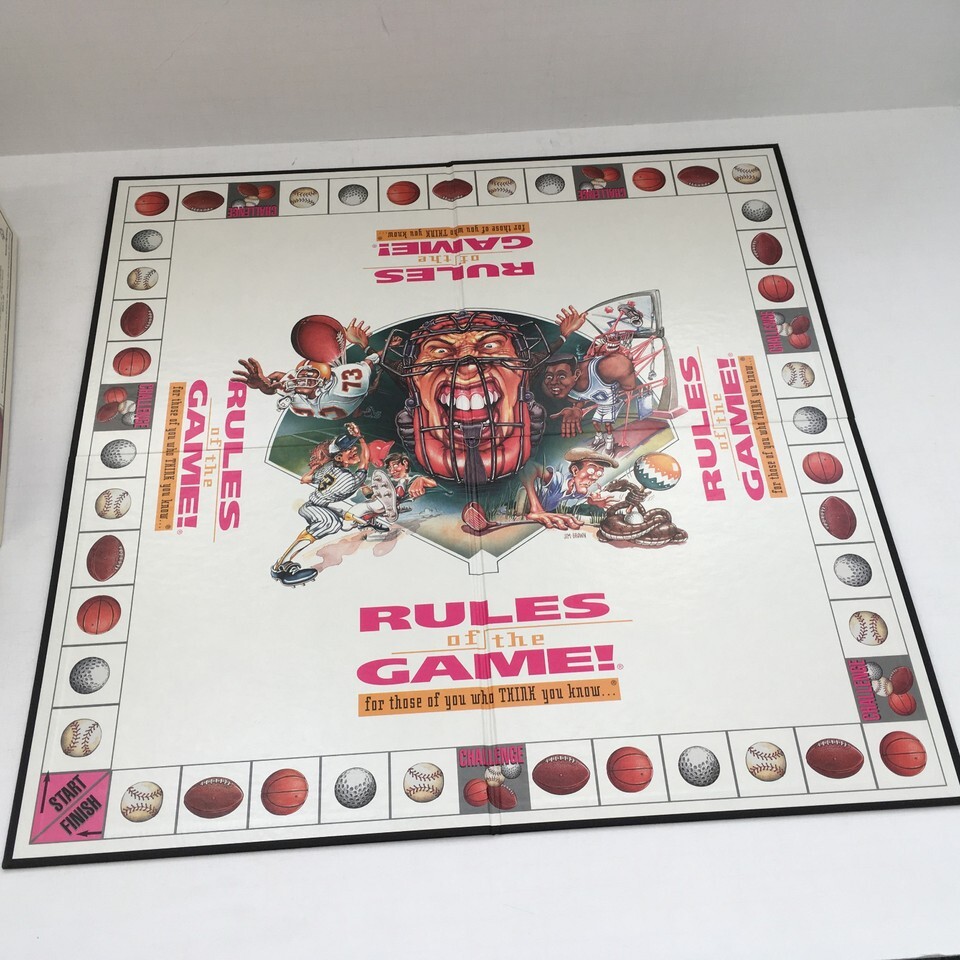 CHALLENGE
CHALLENGE
for those of you who THINK you know...®
RULES
of the
GAME!®
CHALLENGE
CHALLENGE
RULES
of the
GAME!®
for those of you who THINK you know...®
73
RULES
of the
GAME!®
for those of you who THINK you know...®
JIM BRAWN
RULES
of the
GAME!®
for those of you who THINK you know...®
CHALLENGE
CHALLENGE
START
FINISH